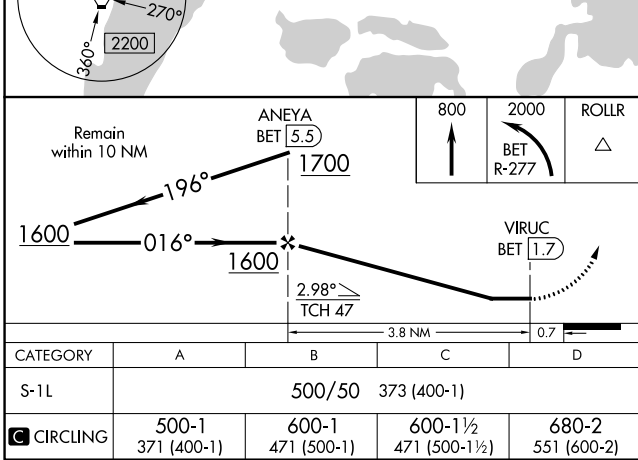 270°
360°
2200
Remain
within 10 NM
ANEYA
BET 5.5
1700
196°
1600
016°
1600
2.98°
TCH 47
800
2000
BET
R-277
ROLLR
VIRUC
BET 1.7
3.8 NM
0.7
CATEGORY A B C D
S-1L 500/50 373 (400-1)
C CIRCLING 500-1 600-1 600-1½ 680-2
371 (400-1) 471 (500-1) 471 (500-1½) 551 (600-2)